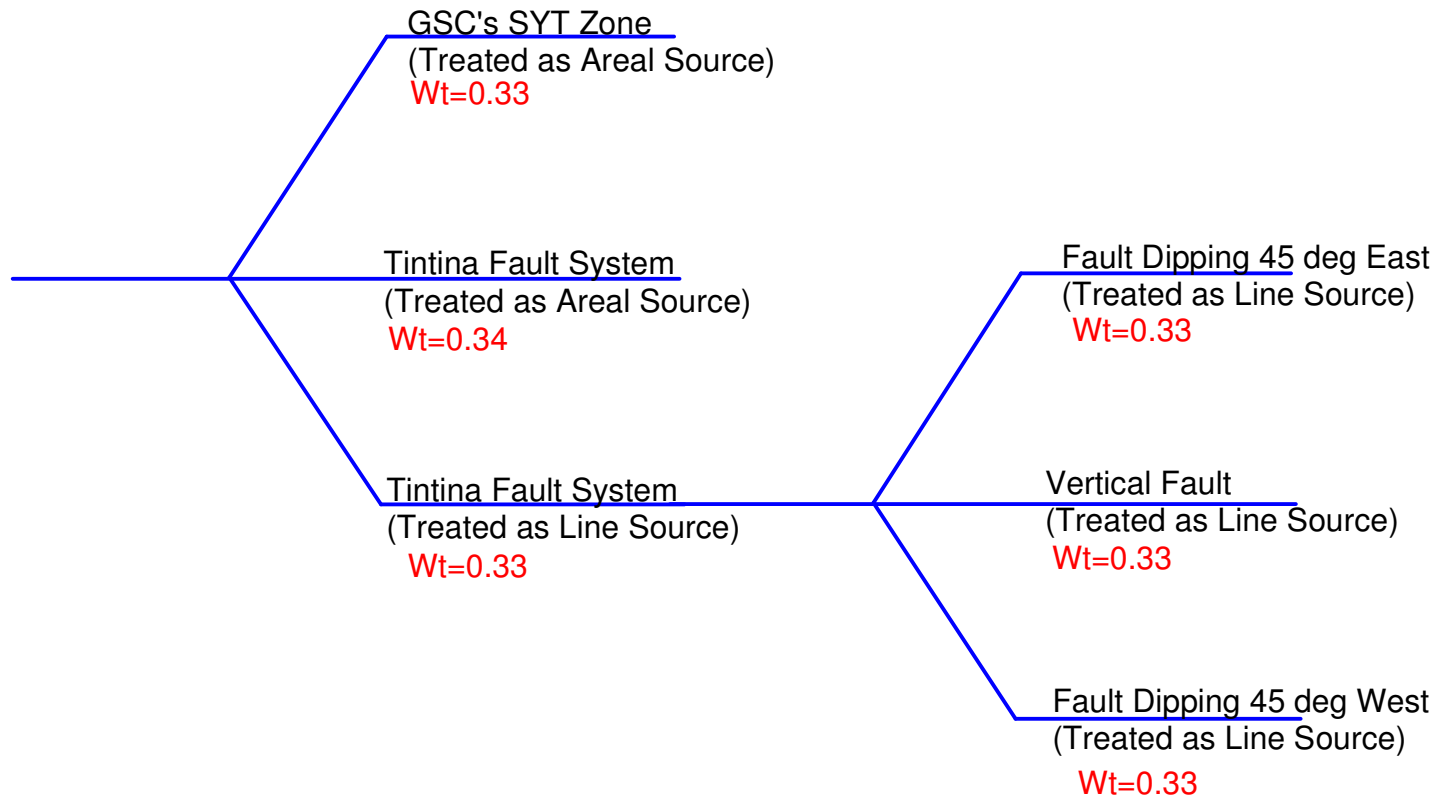 GSC's SYT Zone
(Treated as Areal Source)
Wt=0.33
Tintina Fault System
(Treated as Areal Source)
Wt=0.34
Tintina Fault System
(Treated as Line Source)
Wt=0.33
Fault Dipping 45 deg East
(Treated as Line Source)
Wt=0.33
Vertical Fault
(Treated as Line Source)
Wt=0.33
Fault Dipping 45 deg West
(Treated as Line Source)
Wt=0.33